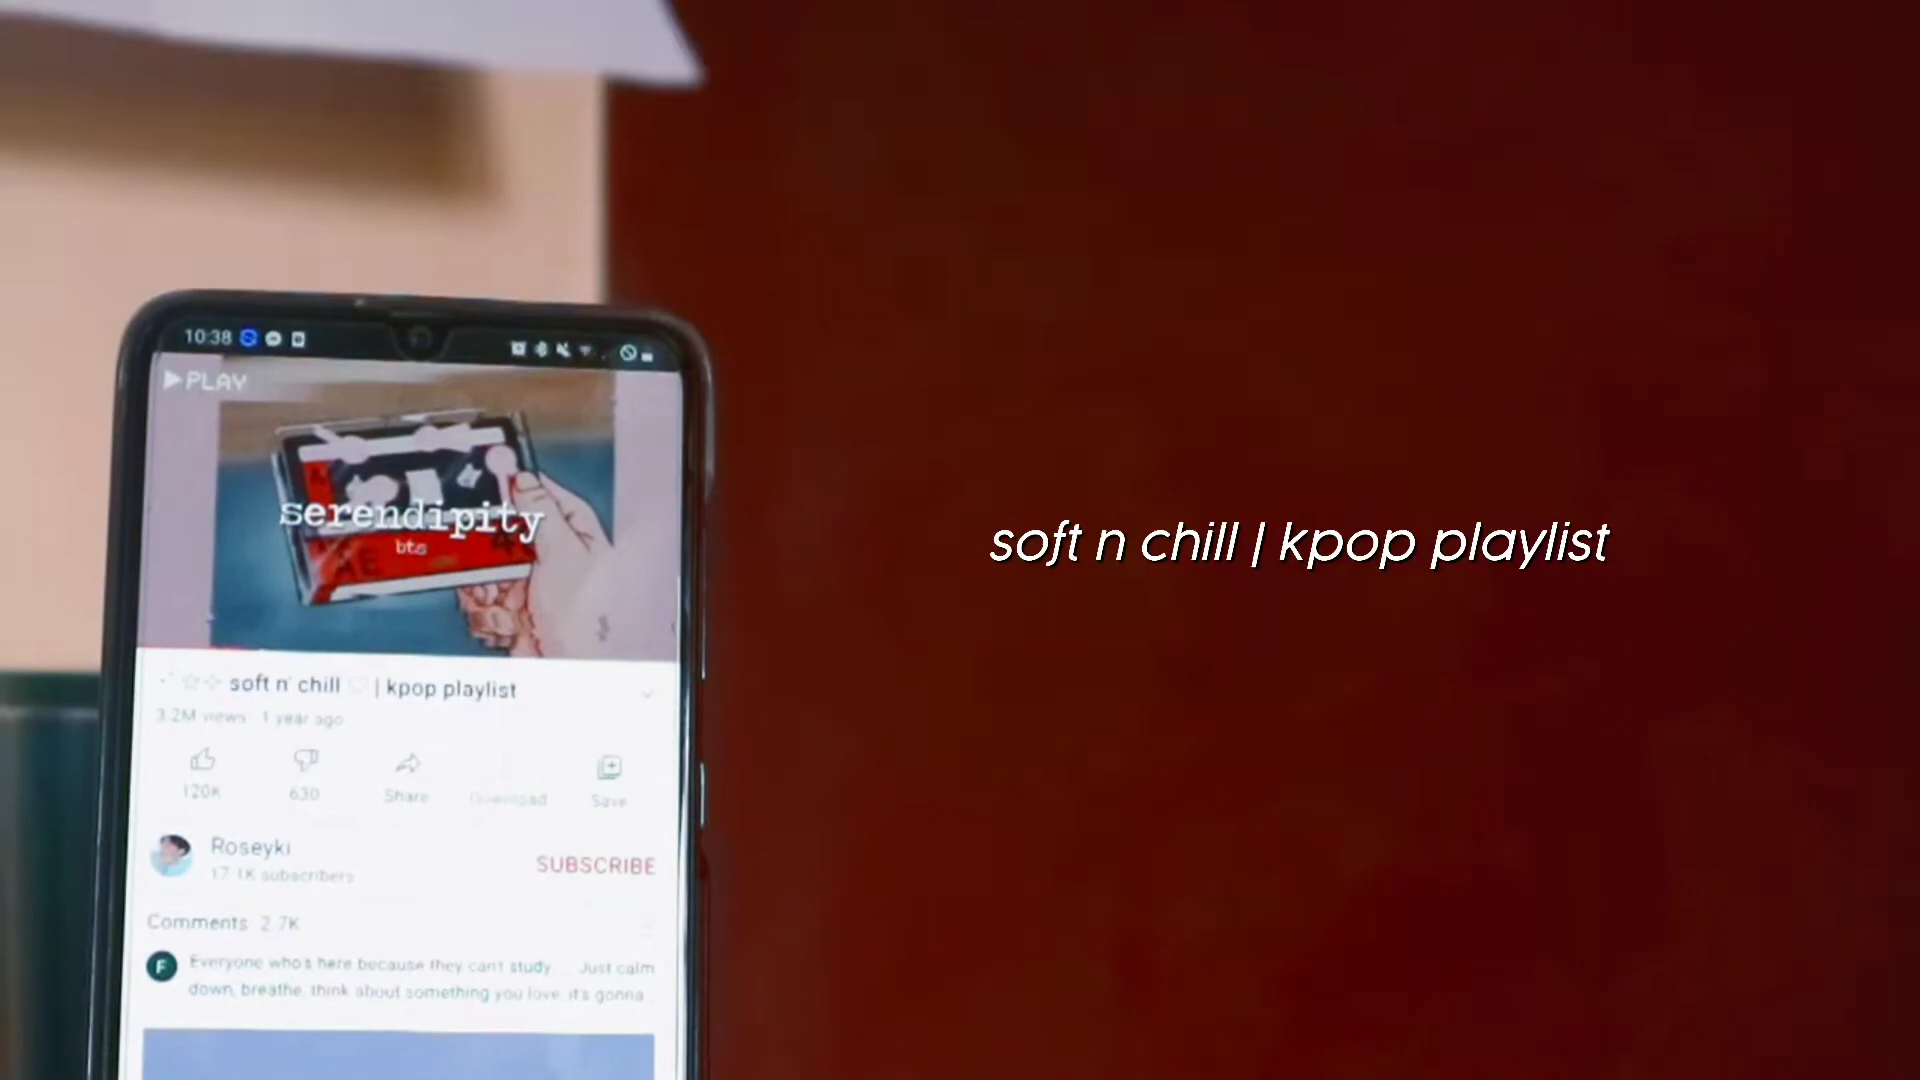 10:38
PLAY
serendipity
bts
soft n' chill ♡ | kpop playlist
3.2M views 1 year ago
120K 630 Share Download Save
Roseyki
17.1K subscribers
SUBSCRIBE
Comments 2.7K
F
Everyone who's here because they can't study... Just calm
down, breathe, think about something you love, it's gonna
soft n chill | kpop playlist